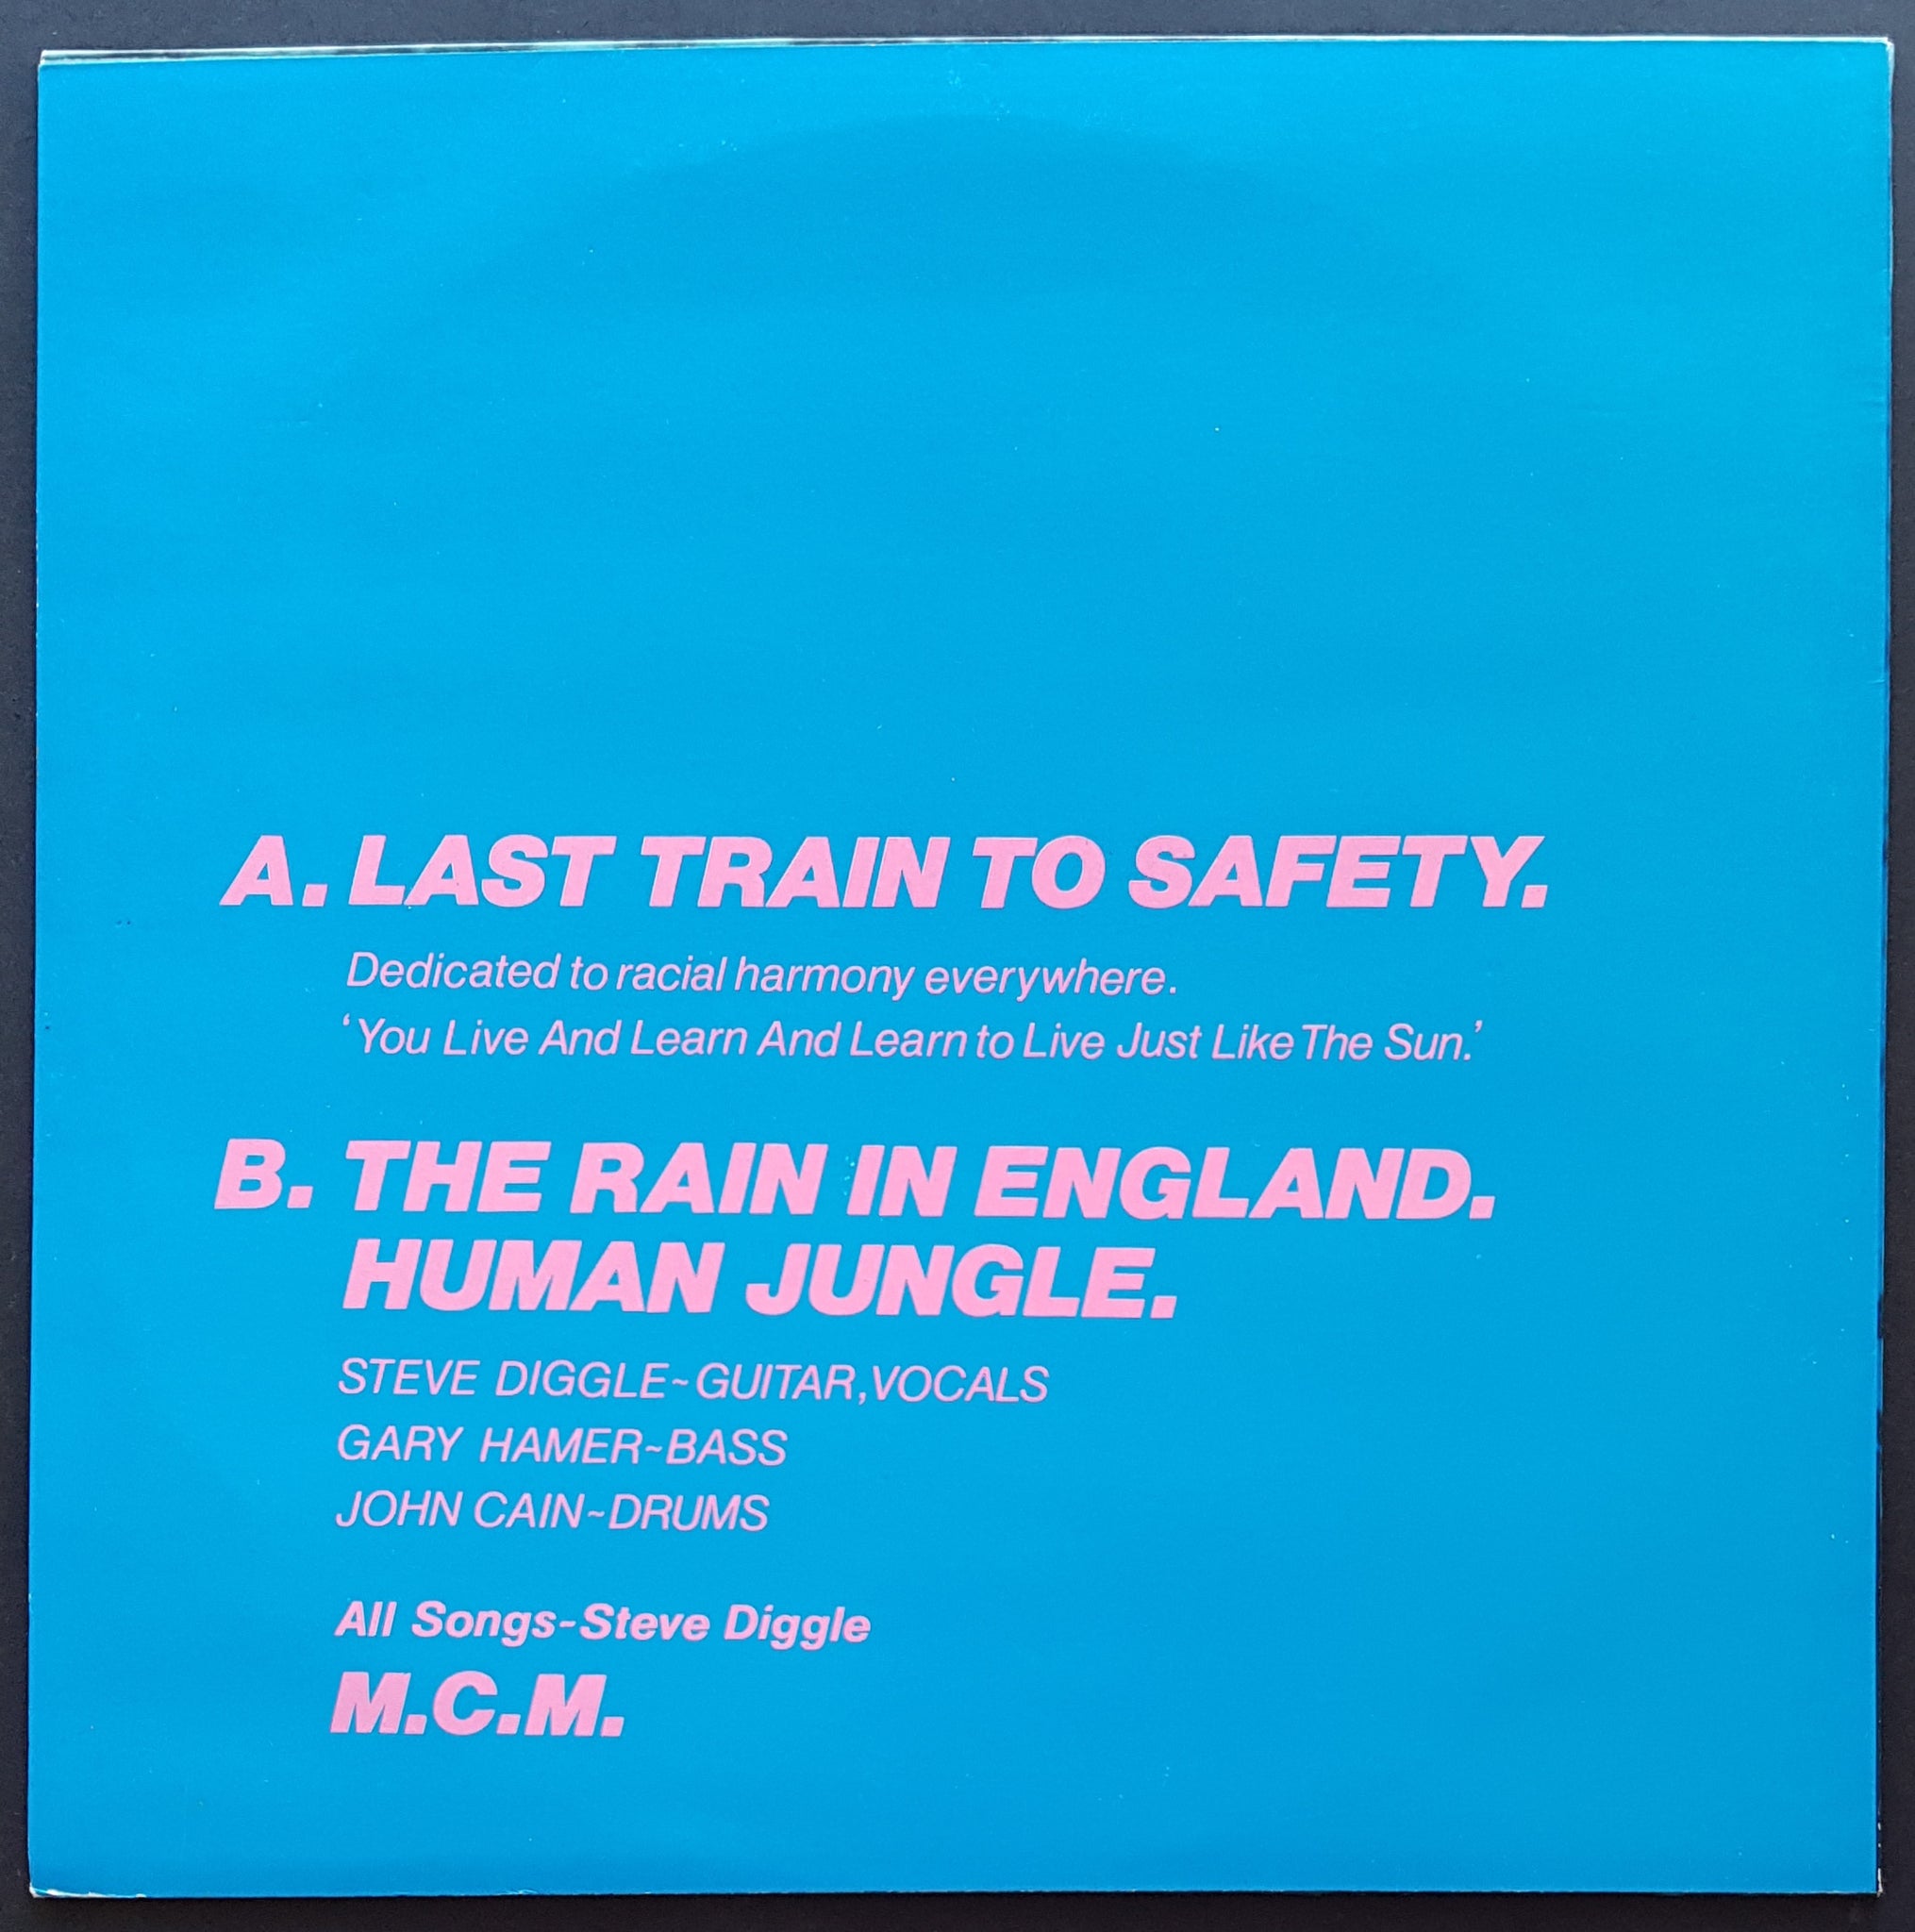 A. LAST TRAIN TO SAFETY.
Dedicated to racial harmony everywhere.
‘You Live And Learn And Learn to Live Just Like The Sun.’
B. THE RAIN IN ENGLAND.
HUMAN JUNGLE.
STEVE DIGGLE~GUITAR, VOCALS
GARY HAMER~BASS
JOHN CAIN~DRUMS
All Songs-Steve Diggle
M.C.M.